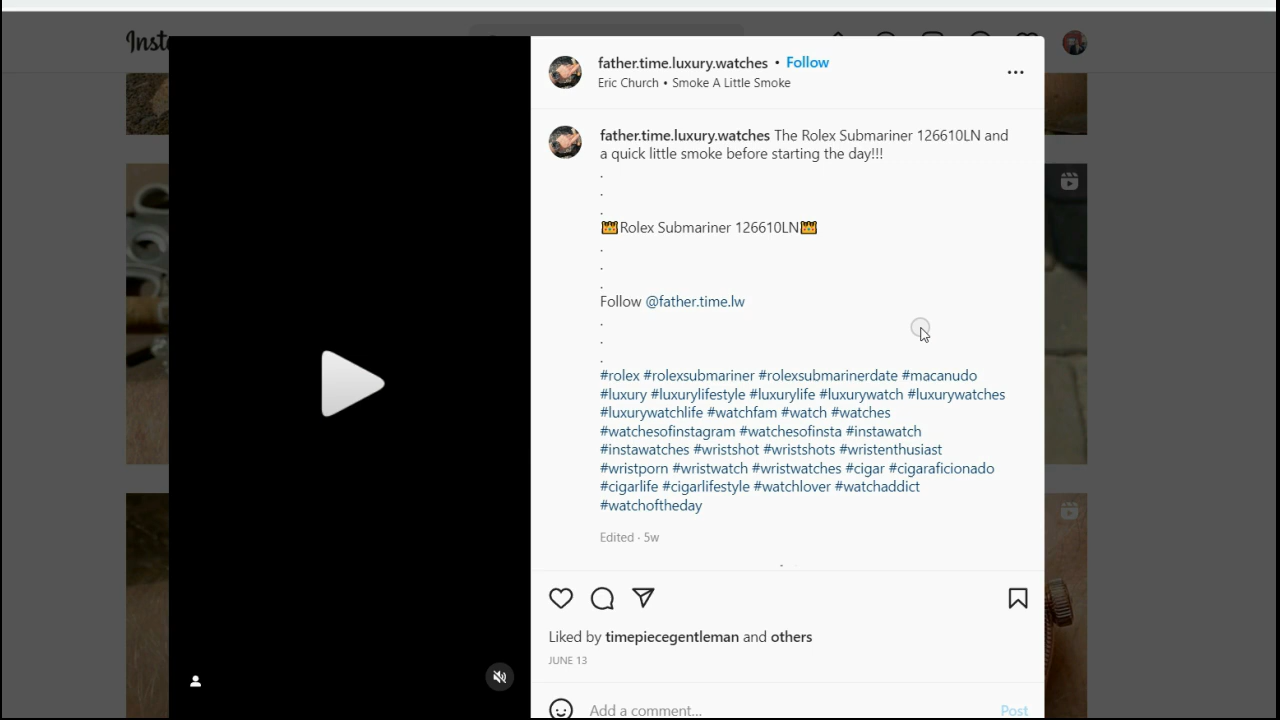 Inst
father.time.luxury.watches • Follow
Eric Church • Smoke A Little Smoke
father.time.luxury.watches The Rolex Submariner 126610LN and
a quick little smoke before starting the day!!!
.
.
.
👑Rolex Submariner 126610LN👑
.
.
.
Follow @father.time.lw
.
.
.
#rolex #rolexsubmariner #rolexsubmarinerdate #macanudo
#luxury #luxurylifestyle #luxurylife #luxurywatch #luxurywatches
#luxurywatchlife #watchfam #watch #watches
#watchesofinstagram #watchesofinsta #instawatch
#instawatches #wristshot #wristshots #wristenthusiast
#wristporn #wristwatch #wristwatches #cigar #cigaraficionado
#cigarlife #cigarlifestyle #watchlover #watchaddict
#watchoftheday
Edited · 5w
Liked by timepiecegentleman and others
JUNE 13
Add a comment...
Post